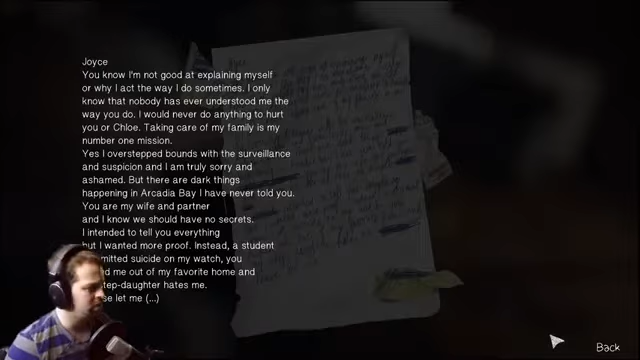 Joyce
You know I'm not good at explaining myself
or why I act the way I do sometimes. I only
know that nobody has ever understood me the
way you do. I would never do anything to hurt
you or Chloe. Taking care of my family is my
number one mission.
Yes I overstepped bounds with the surveillance
and suspicion and I am truly sorry and
ashamed. But there are dark things
happening in Arcadia Bay I have never told you.
You are my wife and partner
and I know we should have no secrets.
I intended to tell you everything
but I wanted more proof. Instead, a student
mitted suicide on my watch, you
me out of my favorite home and
tep-daughter hates me.
se let me (...)
Back